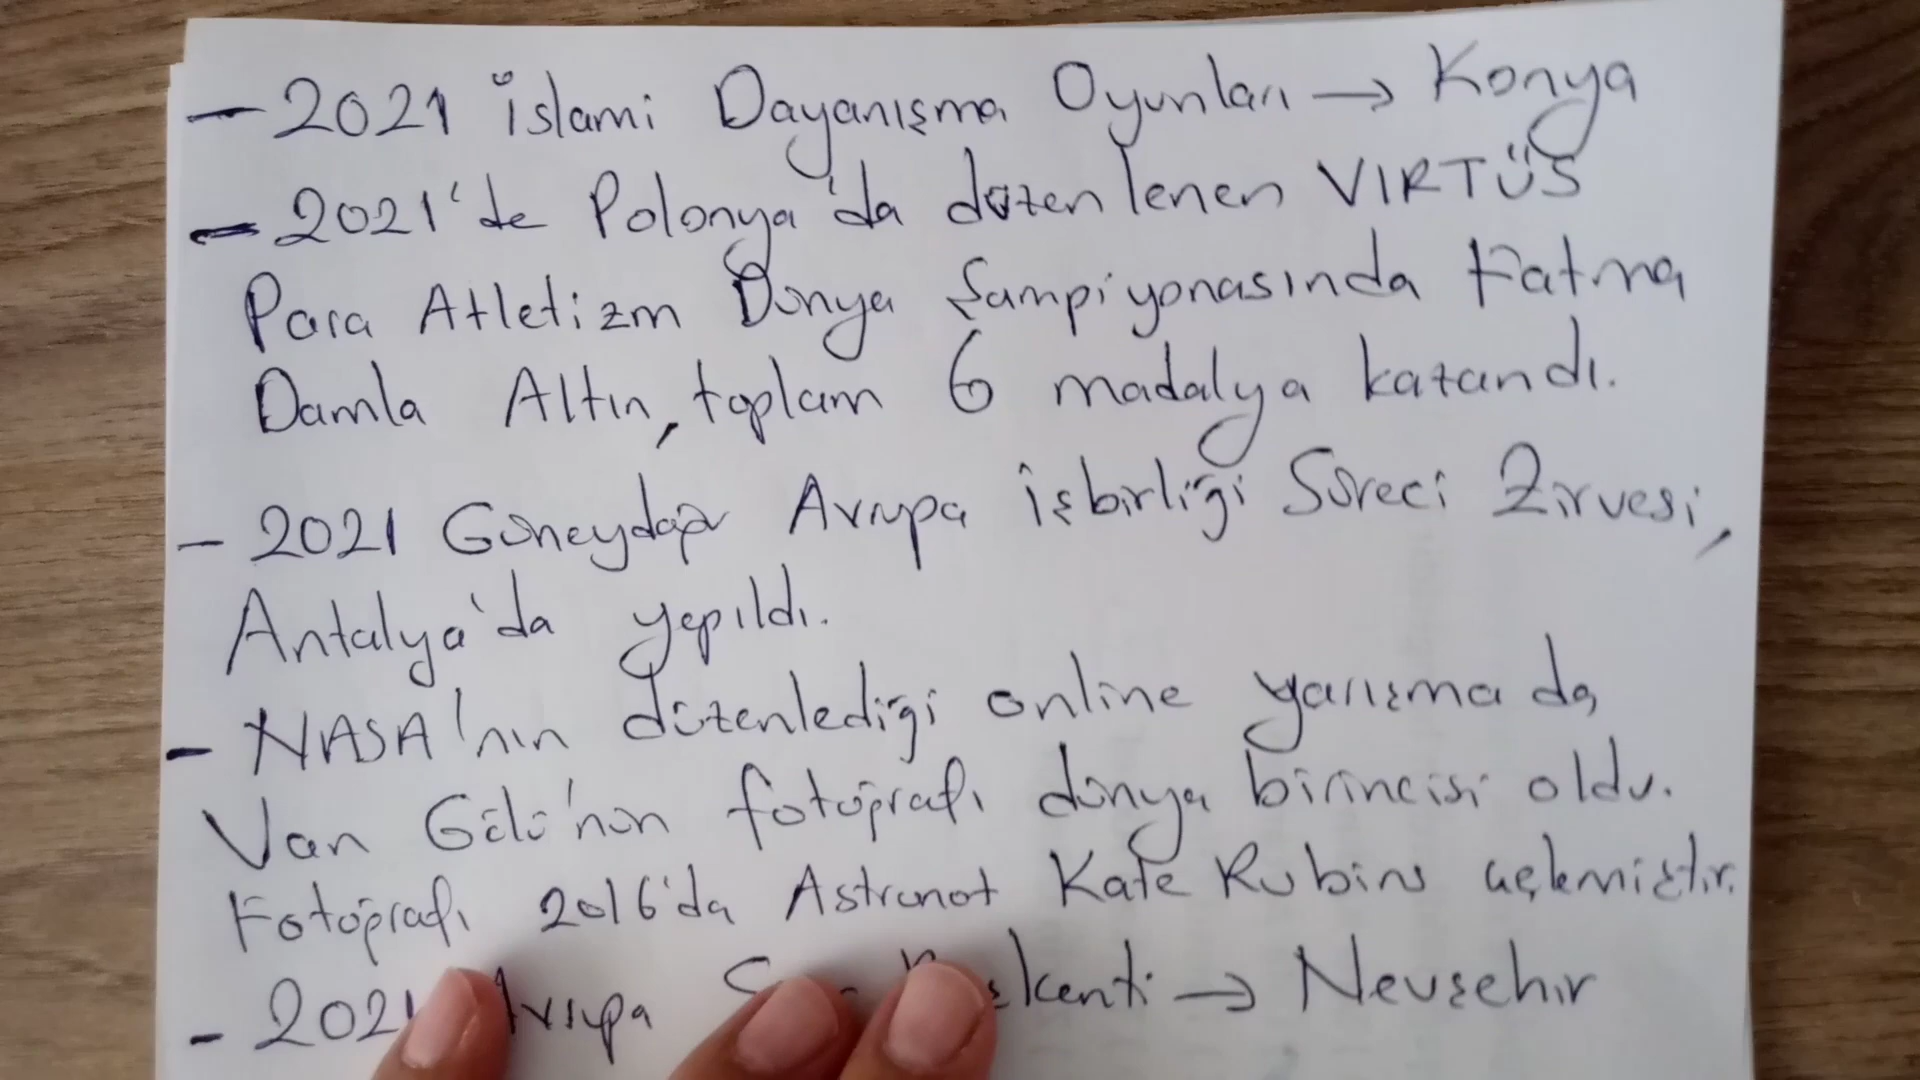 - 2021 İslami Dayanışma Oyunları → Konya
- 2021'de Polonya'da düzenlenen VIRTÜS
Para Atletizm Dünya Şampiyonasında Fatma
Damla Altın, toplam 6 madalya kazandı.
- 2021 Güneydoğu Avrupa işbirliği Süreci Zirvesi,
Antalya'da yapıldı.
- NASA'nın düzenlediği online yarışmada,
Van Gölü'nün fotoğrafı dünya birincisi oldu.
Fotoğrafı 2016'da Astronot Kate Rubins çekmiştir.
- 2021 Avrupa → Nevşehir